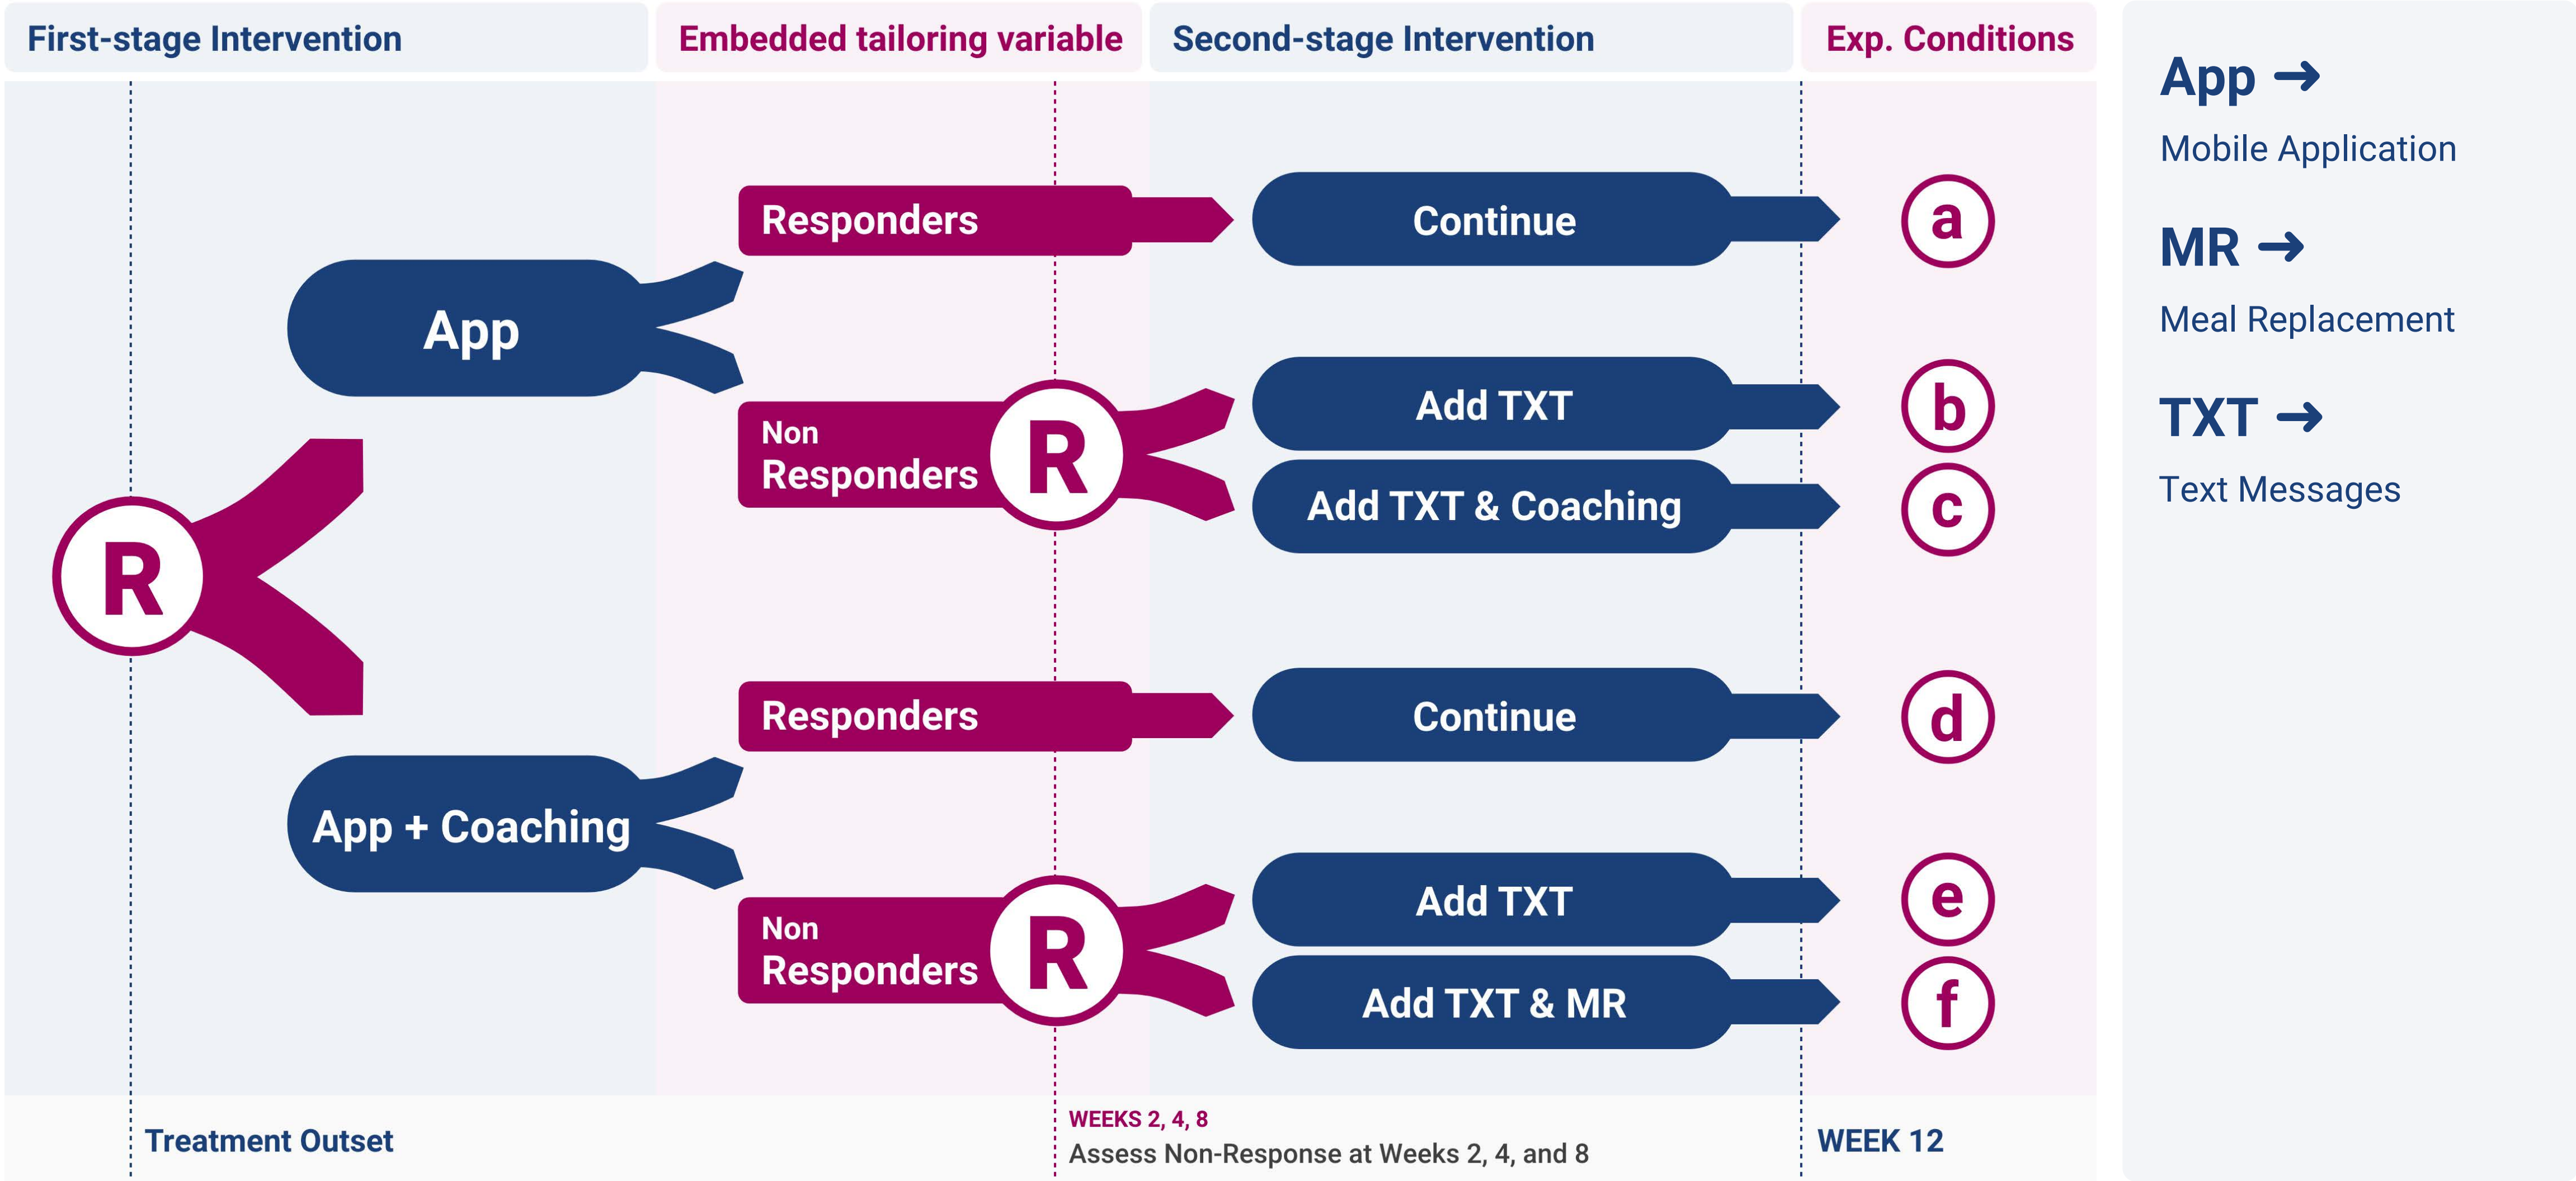 First-stage Intervention
Embedded tailoring variable
Second-stage Intervention
Exp. Conditions
R
App
App + Coaching
Responders
Non
Responders
R
Responders
Non
Responders
R
Continue
Add TXT
Add TXT & Coaching
Continue
Add TXT
Add TXT & MR
a
b
c
d
e
f
Treatment Outset
WEEKS 2, 4, 8
Assess Non-Response at Weeks 2, 4, and 8
WEEK 12
App →
Mobile Application
MR →
Meal Replacement
TXT →
Text Messages